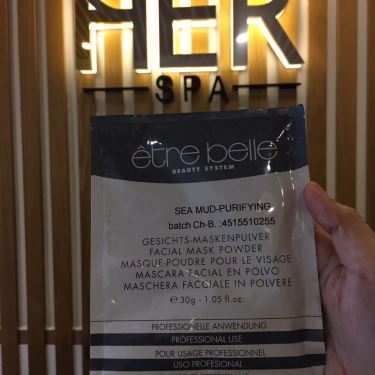 HER
SPA
être belle
BEAUTY SYSTEM
SEA MUD-PURIFYING
batch Ch-B. :4515510255
GESICHTS-MASKENPULVER
FACIAL MASK POWDER
MASQUE-POUDRE POUR LE VISAGE
MASCARA FACIAL EN POLVO
MASCHERA FACCIALE IN POLVERE
℮ 30g - 1.05 fl.oz.
PROFESSIONELLE ANWENDUNG
PROFESSIONAL USE
POUR USAGE PROFESSIONNEL
USO PROFESIONAL